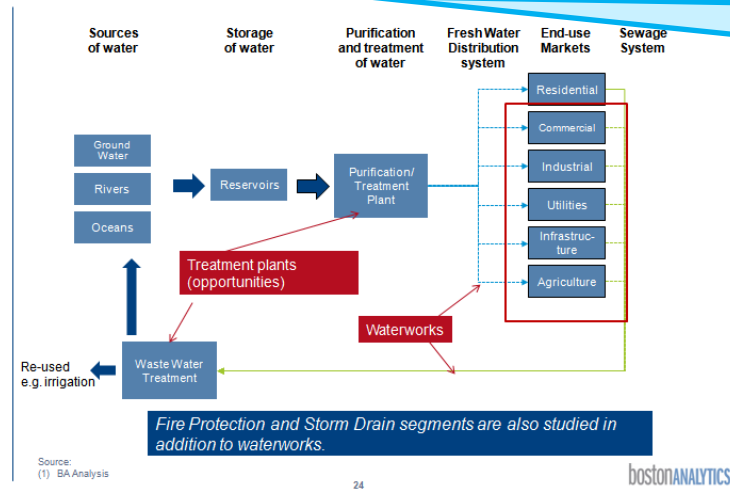 Sources
of water
Storage
of water
Purification
and treatment
of water
Fresh Water
Distribution
system
End-use
Markets
Sewage
System
Ground
Water
Rivers
Oceans
Reservoirs
Purification/
Treatment
Plant
Residential
Commercial
Industrial
Utilities
Infrastruc-
ture
Agriculture
Treatment plants
(opportunities)
Waterworks
Re-used
e.g. irrigation
Waste Water
Treatment
Fire Protection and Storm Drain segments are also studied in
addition to waterworks.
Source:
(1) BA Analysis
24
bostonANALYTICS